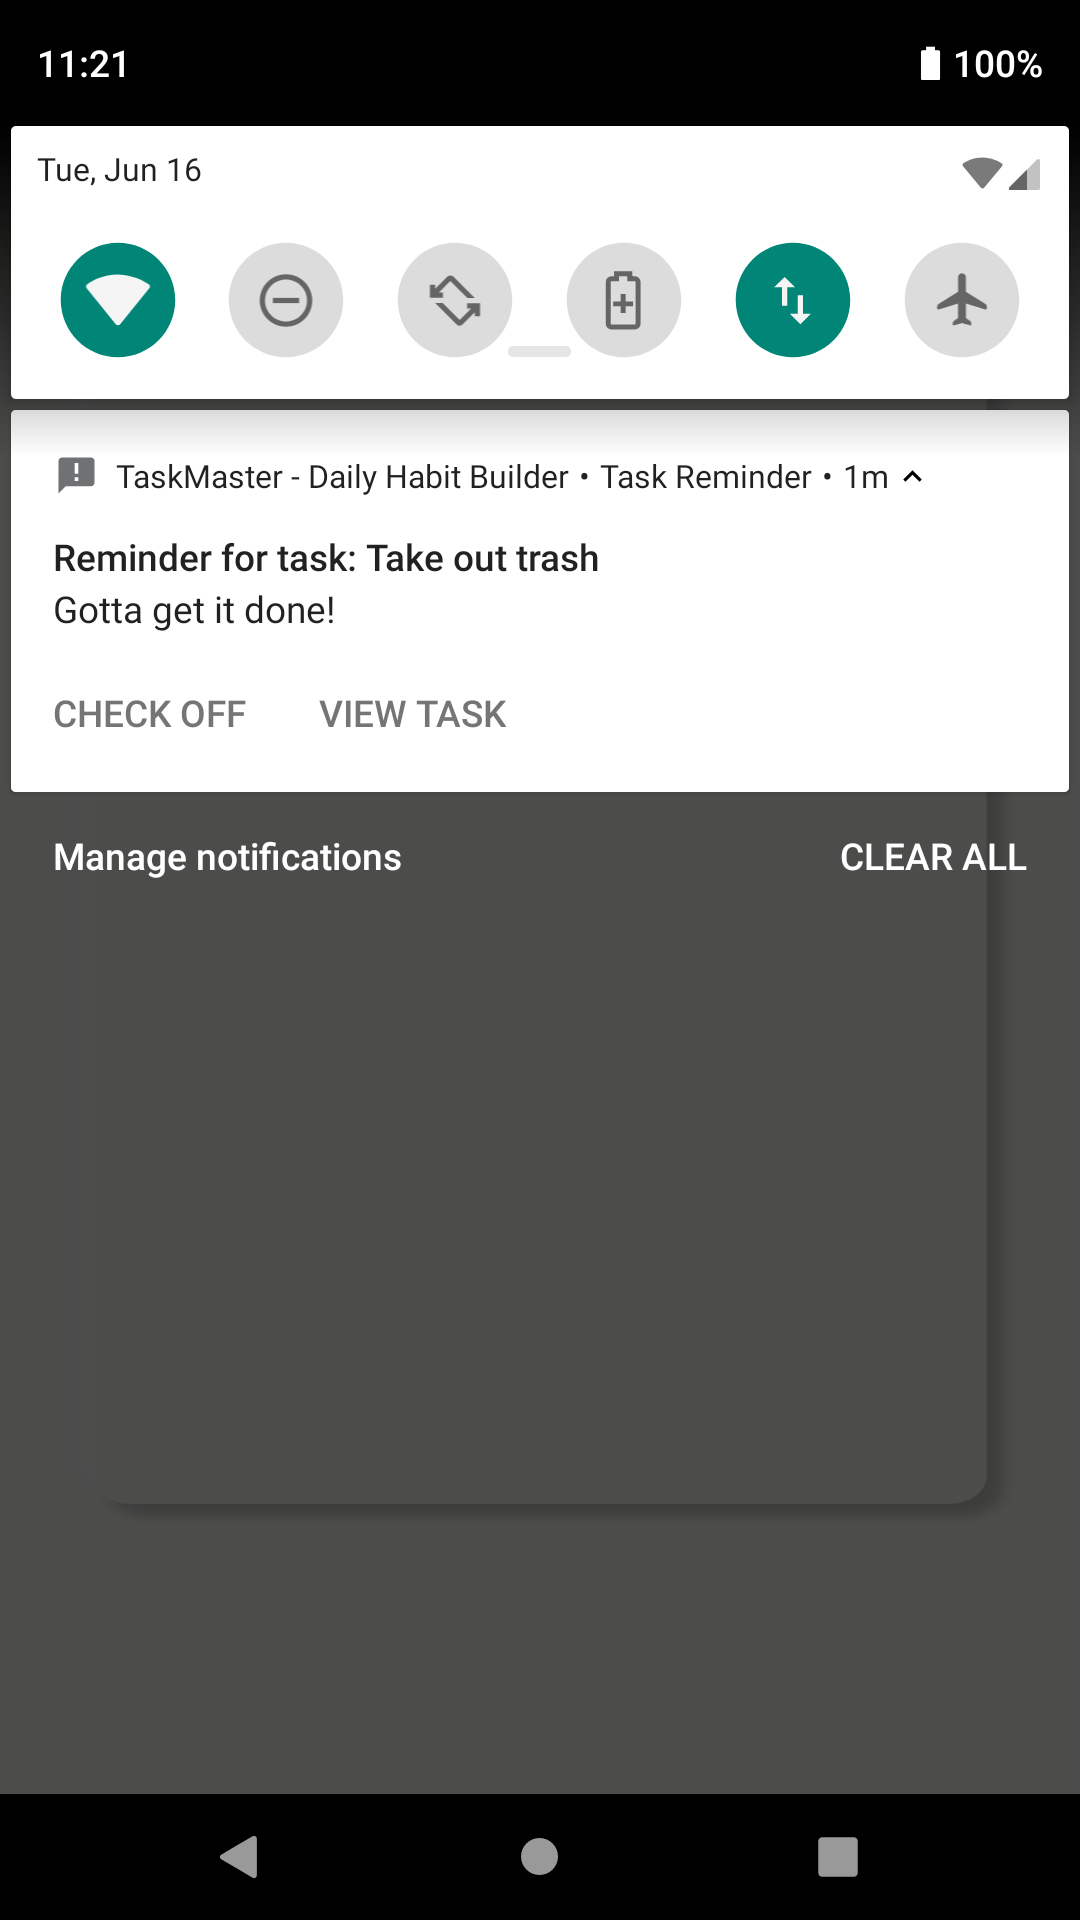 11:21
100%
Tue, Jun 16
TaskMaster - Daily Habit Builder • Task Reminder • 1m
Reminder for task: Take out trash
Gotta get it done!
CHECK OFF VIEW TASK
Manage notifications CLEAR ALL